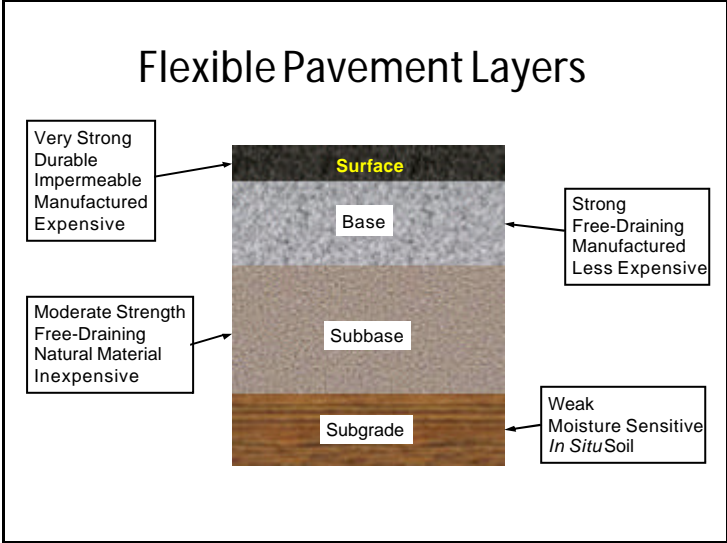 Flexible Pavement Layers
Very Strong
Durable
Impermeable
Manufactured
Expensive
Surface
Base
Strong
Free-Draining
Manufactured
Less Expensive
Moderate Strength
Free-Draining
Natural Material
Inexpensive
Subbase
Subgrade
Weak
Moisture Sensitive
In Situ Soil